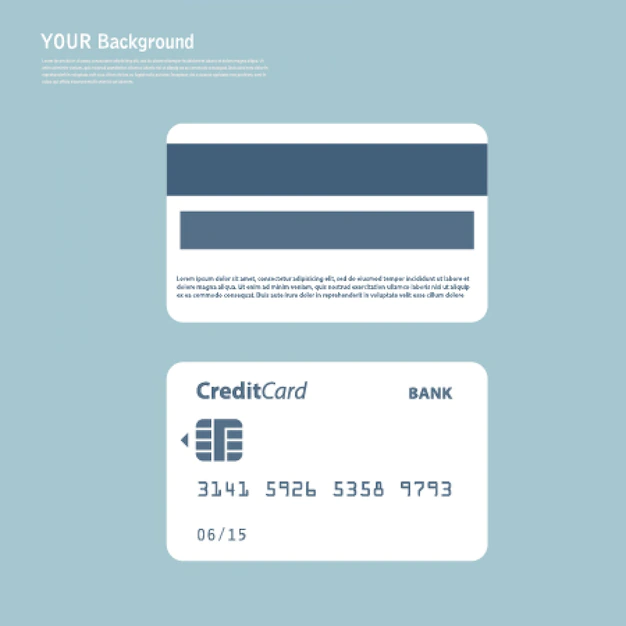 YOUR Background
Lorem ipsum dolor sit amet, consectetur adipisicing elit, sed do eiusmod tempor incididunt ut labore et
dolore magna aliqua. Ut enim ad minim veniam, quis nostrud exercitation ullamco laboris nisi ut aliquip
ex ea commodo consequat. Duis aute irure dolor in reprehenderit in voluptate velit esse cillum dolore
CreditCard
BANK
3141 5926 5358 9793
06/15